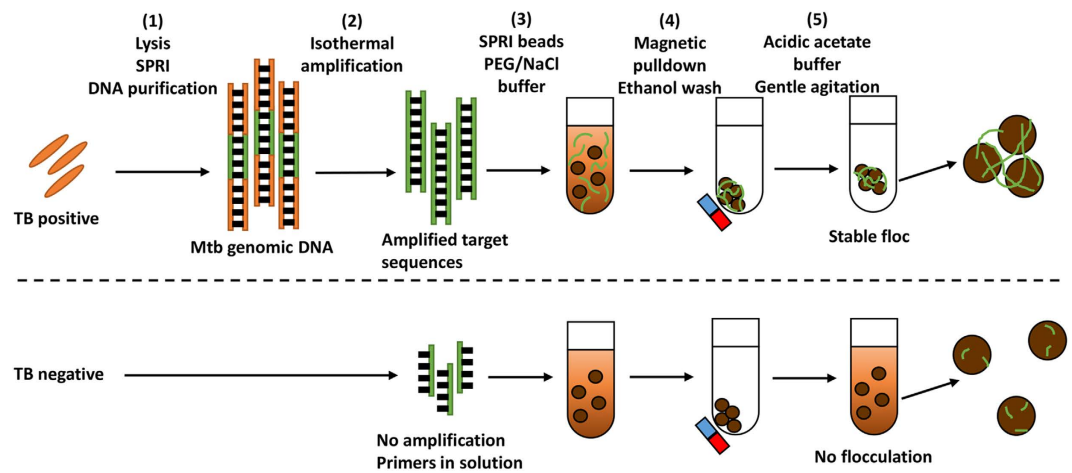 (1)
Lysis
SPRI
DNA purification
(2)
Isothermal
amplification
(3)
SPRI beads
PEG/NaCl
buffer
(4)
Magnetic
pulldown
Ethanol wash
(5)
Acidic acetate
buffer
Gentle agitation
TB positive
Mtb genomic DNA
Amplified target
sequences
Stable floc
TB negative
No amplification
Primers in solution
No flocculation